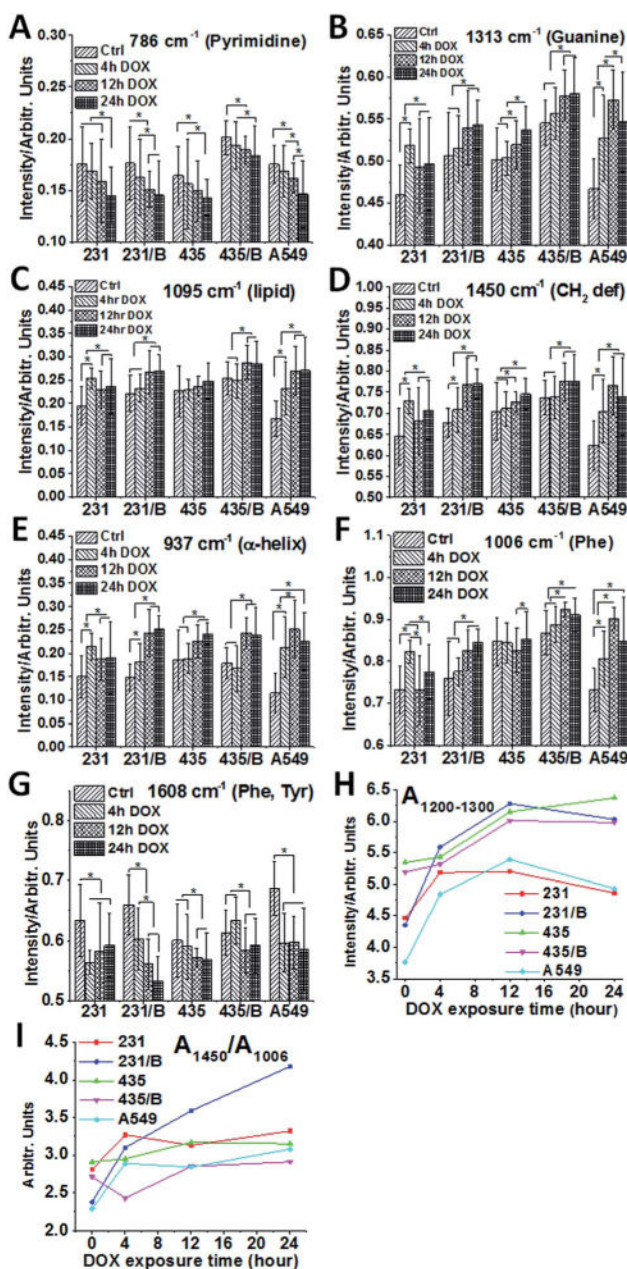 A
786 cm⁻¹ (Pyrimidine)
Ctrl
4h DOX
12h DOX
24h DOX
Intensity/Arbitr. Units
0.25
0.20
0.15
0.10
231 231/B 435 435/B A549
* * * * * * * * * * *
B
1313 cm⁻¹ (Guanine)
Ctrl
4h DOX
12h DOX
24h DOX
Intensity/Arbitr. Units
0.65
0.60
0.55
0.50
0.45
0.40
231 231/B 435 435/B A549
C
1095 cm⁻¹ (lipid)
Ctrl
4hr DOX
12hr DOX
24hr DOX
Intensity/Arbitr. Units
0.45
0.40
0.35
0.30
0.25
0.20
0.15
0.10
0.05
0.00
231 231/B 435 435/B A549
D
1450 cm⁻¹ (CH₂ def)
Ctrl
4h DOX
12h DOX
24h DOX
Intensity/Arbitr. Units
1.00
0.95
0.90
0.85
0.80
0.75
0.70
0.65
0.60
0.55
0.50
231 231/B 435 435/B A549
E
937 cm⁻¹ (α-helix)
Ctrl
4h DOX
12h DOX
24h DOX
Intensity/Arbitr. Units
0.45
0.40
0.35
0.30
0.25
0.20
0.15
0.10
0.05
0.00
231 231/B 435 435/B A549
F
1006 cm⁻¹ (Phe)
Ctrl
4h DOX
12h DOX
24h DOX
Intensity/Arbitr. Units
1.1
1.0
0.9
0.8
0.7
0.6
231 231/B 435 435/B A549
G
1608 cm⁻¹ (Phe, Tyr)
Ctrl
4h DOX
12h DOX
24h DOX
Intensity/Arbitr. Units
0.8
0.7
0.6
0.5
231 231/B 435 435/B A549
H
A₁₂₀₀₋₁₃₀₀
Intensity/Arbitr. Units
6.5
6.0
5.5
5.0
4.5
4.0
3.5
231
231/B
435
435/B
A549
0 4 8 12 16 20 24
DOX exposure time (hour)
I
A₁₄₅₀/A₁₀₀₆
231
231/B
435
435/B
A549
Arbitr. Units
4.5
4.0
3.5
3.0
2.5
2.0
0 4 8 12 16 20 24
DOX exposure time (hour)